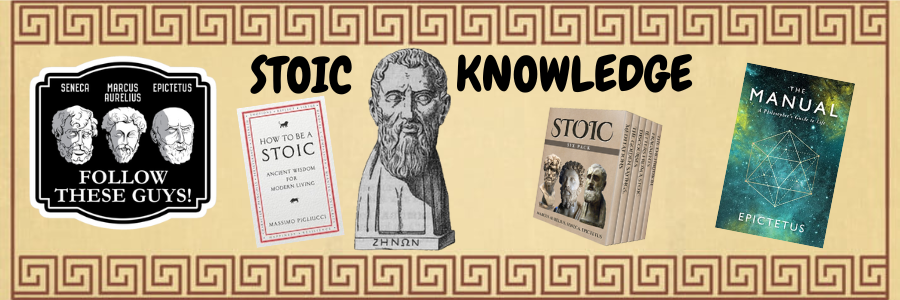 STOIC KNOWLEDGE
SENECA
MARCUS
AURELIUS
EPICTETUS
FOLLOW
THESE GUYS!
HOW TO BE A
STOIC
ANCIENT WISDOM
FOR
MODERN LIVING
MASSIMO PIGLIUCCI
ΖΗΝΩΝ
STOIC
SIX PACK
THE
MANUAL
A Philosopher's Guide to Life
EPICTETUS